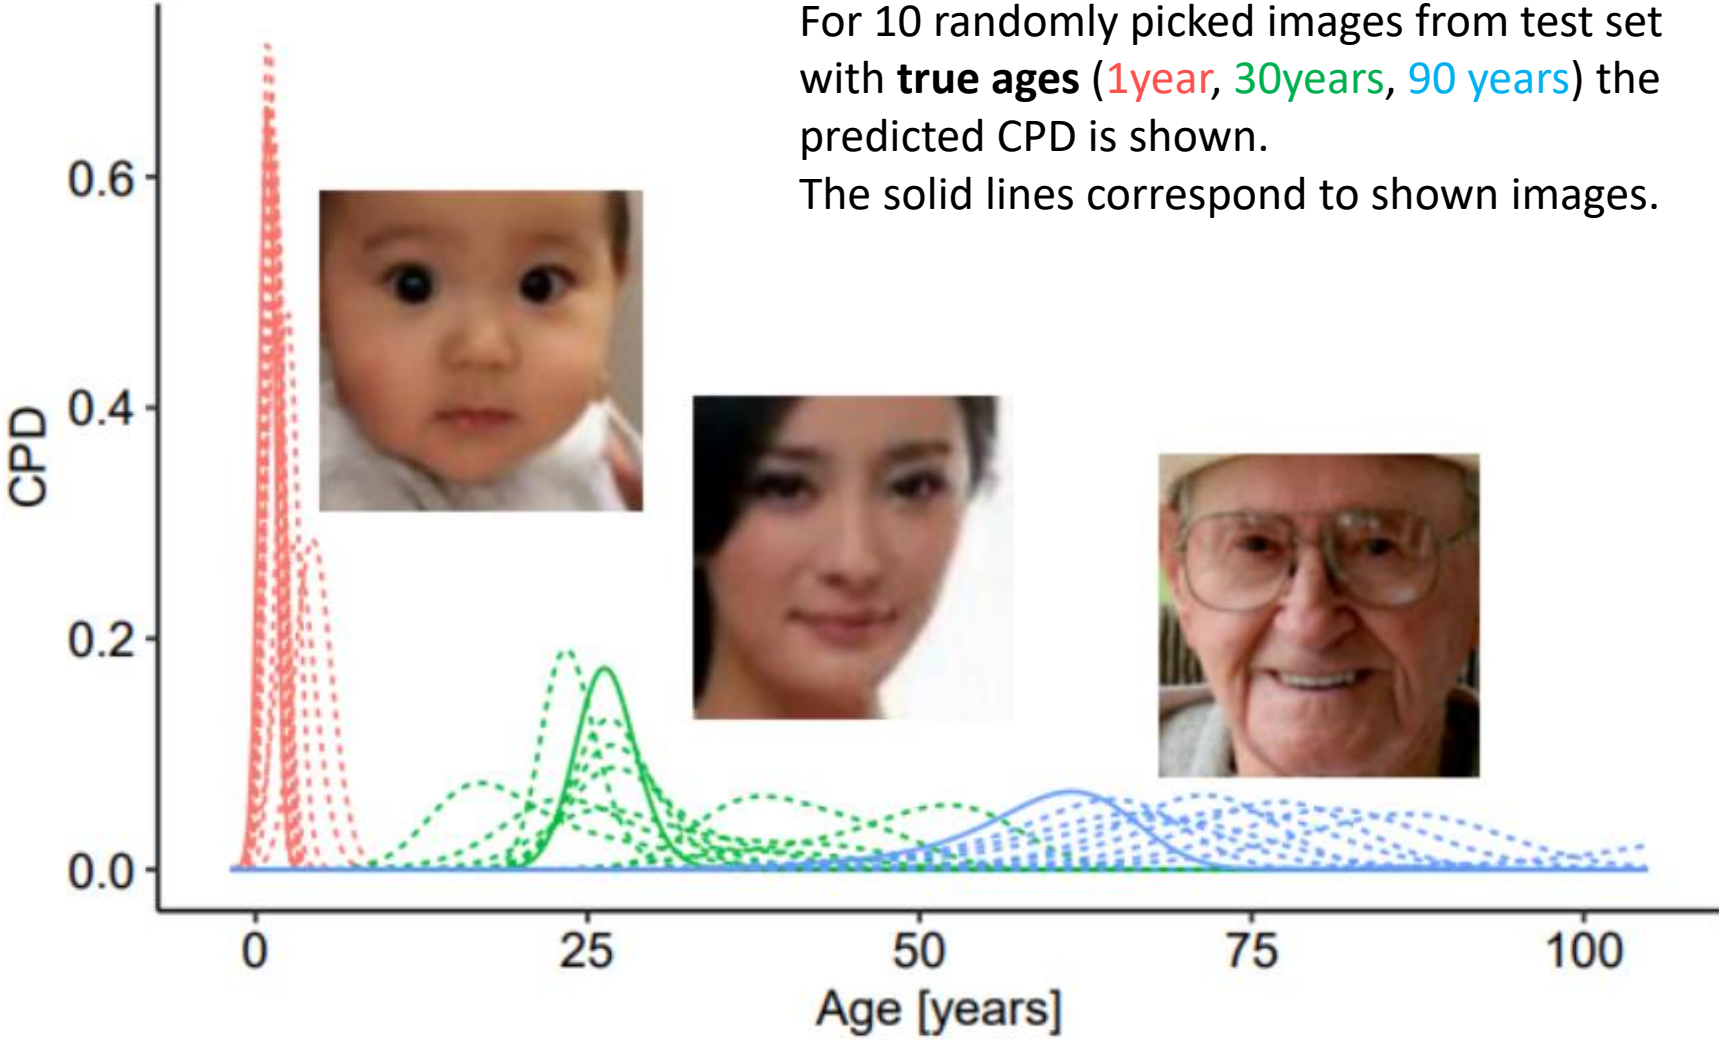 For 10 randomly picked images from test set
with true ages (1year, 30years, 90 years) the
predicted CPD is shown.
The solid lines correspond to shown images.
CPD
0.6
0.4
0.2
0.0
0 25 50 75 100
Age [years]